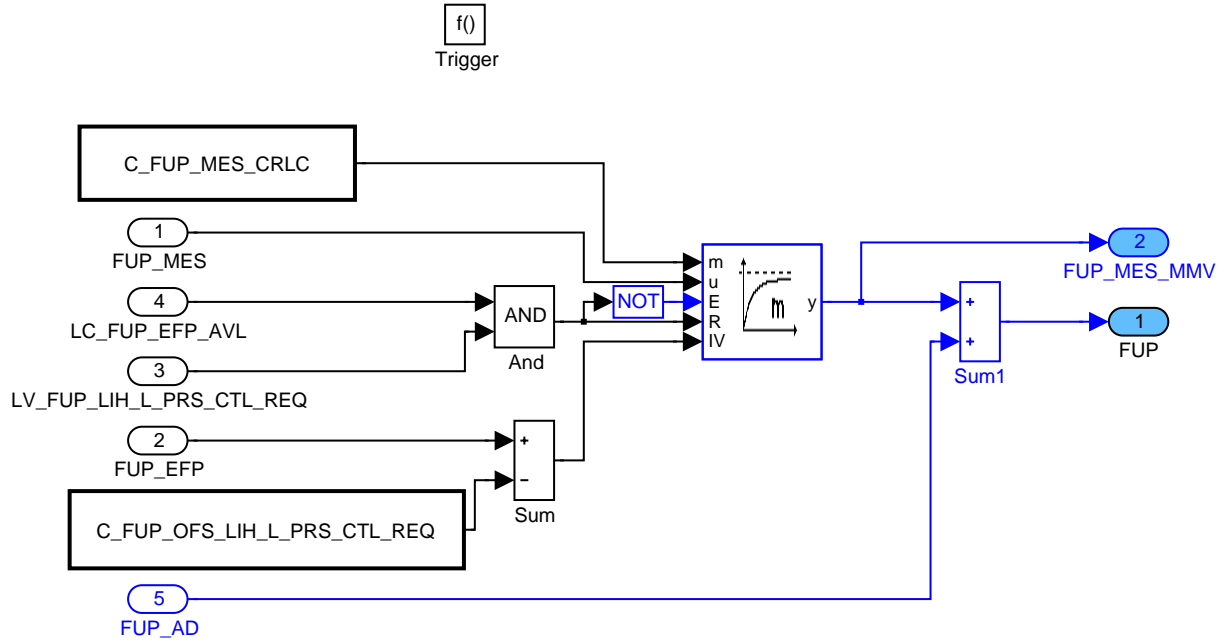 f()
Trigger
C_FUP_MES_CRLC
1
FUP_MES
4
LC_FUP_EFP_AVL
3
LV_FUP_LIH_L_PRS_CTL_REQ
2
FUP_EFP
C_FUP_OFS_LIH_L_PRS_CTL_REQ
5
FUP_AD
AND
And
+
−
Sum
NOT
m
u
E
R
IV
m
y
+
+
Sum1
2
FUP_MES_MMV
1
FUP